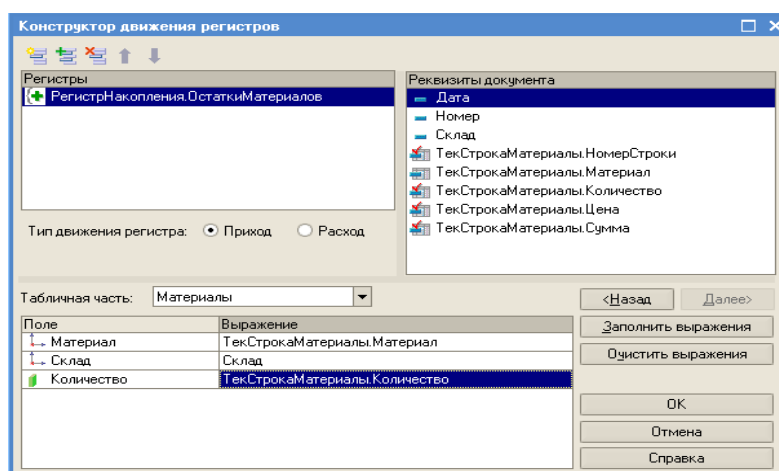 Конструктор движения регистров
Регистры
РегистрНакопления.ОстаткиМатериалов
Реквизиты документа
Дата
Номер
Склад
ТекСтрокаМатериалы.НомерСтроки
ТекСтрокаМатериалы.Материал
ТекСтрокаМатериалы.Количество
ТекСтрокаМатериалы.Цена
ТекСтрокаМатериалы.Сумма
Тип движения регистра: Приход Расход
Табличная часть: Материалы
<Назад Далее>
Поле Выражение
Материал ТекСтрокаМатериалы.Материал
Склад Склад
Количество ТекСтрокаМатериалы.Количество
Заполнить выражения
Очистить выражения
OK
Отмена
Справка